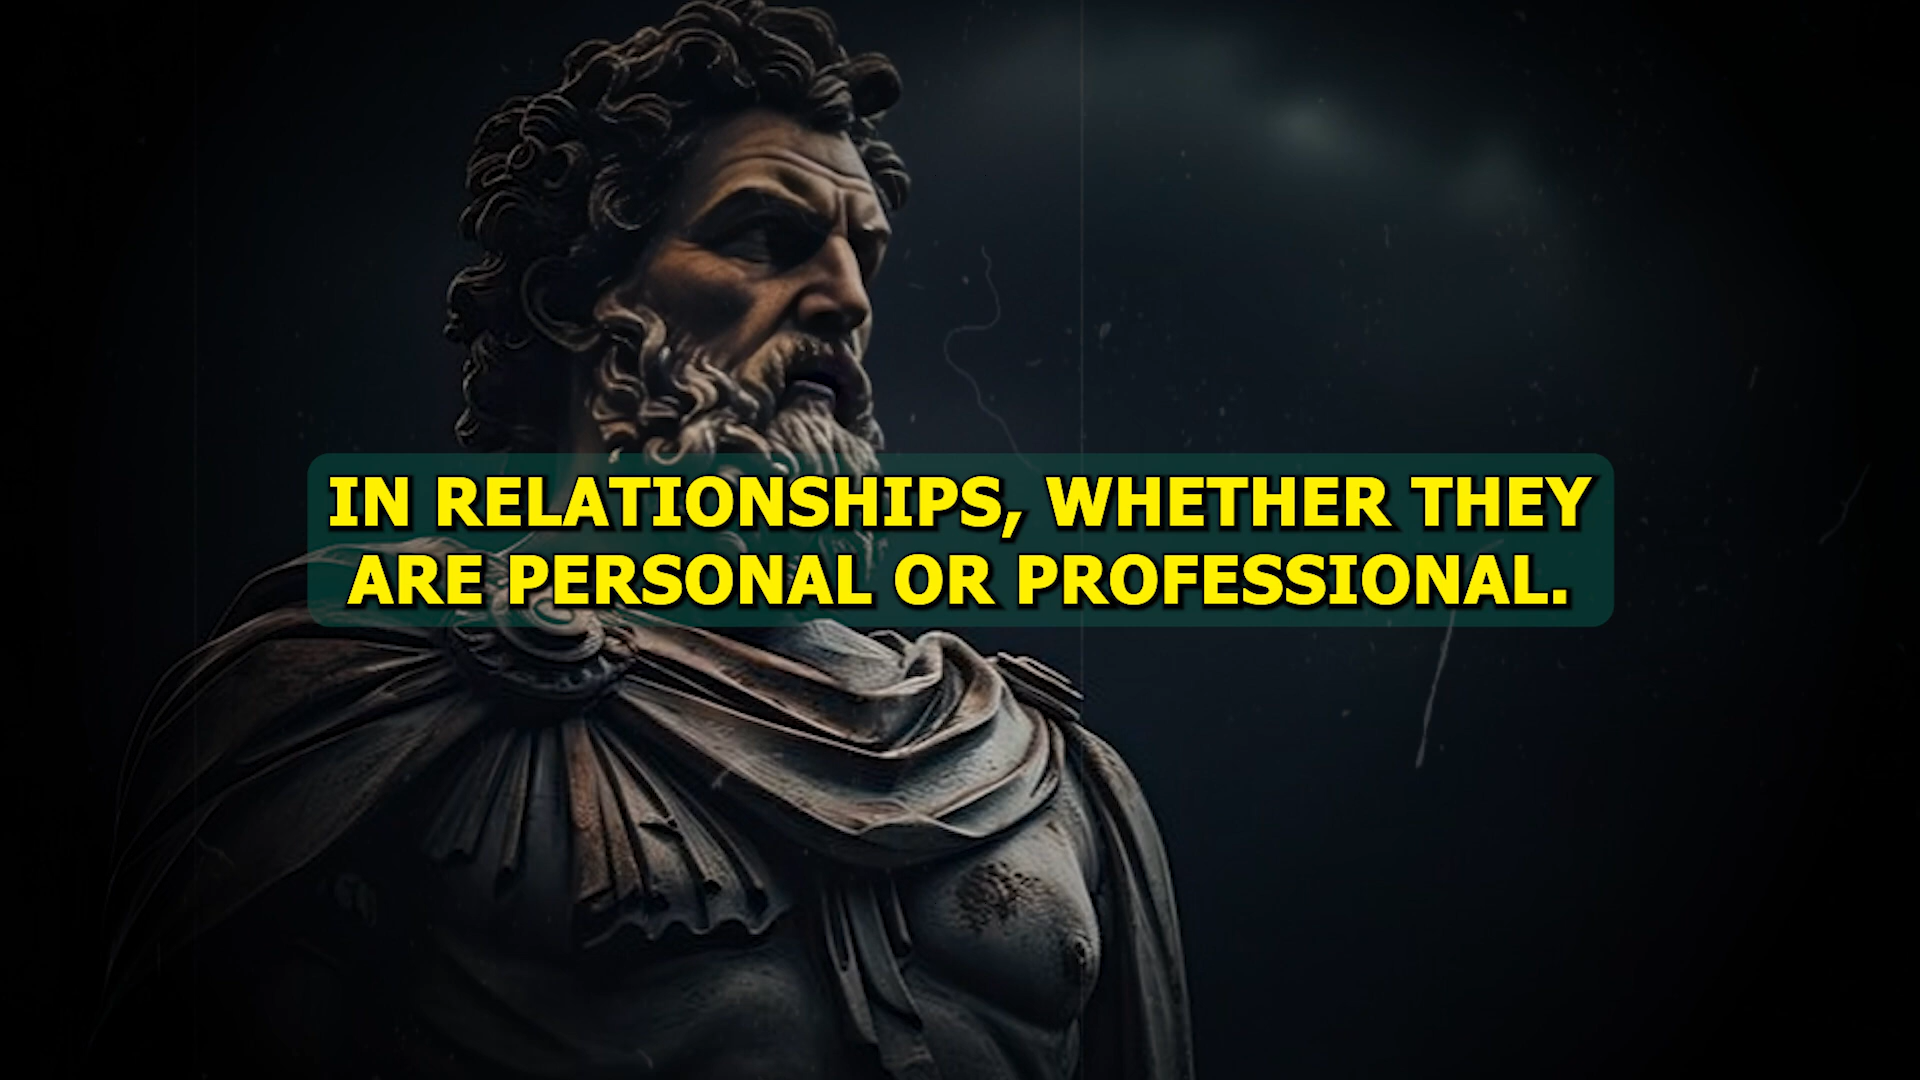 IN RELATIONSHIPS, WHETHER THEY
ARE PERSONAL OR PROFESSIONAL.